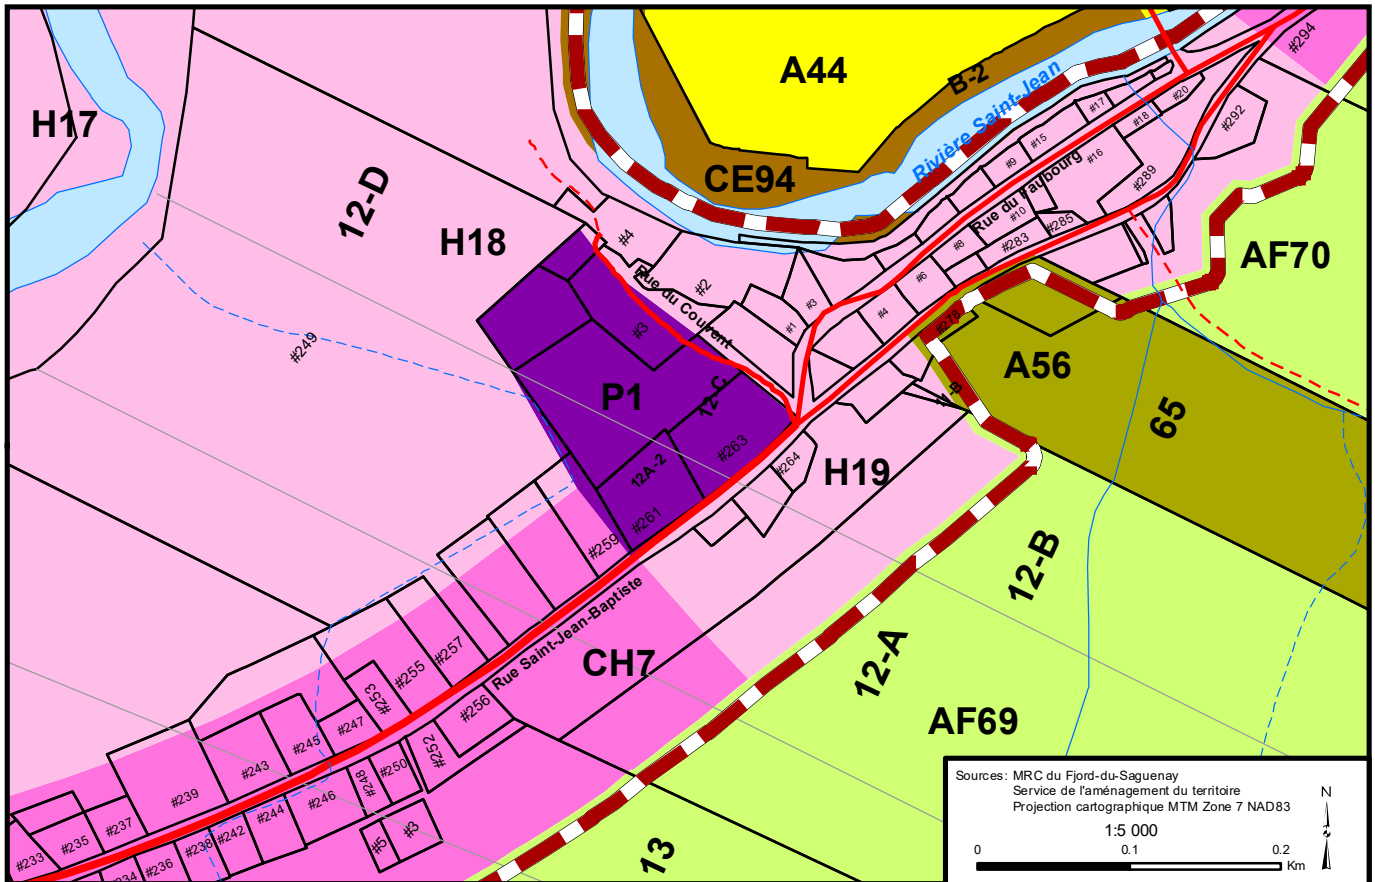 #294
A44
B-2
Rivière Saint-Jean
H17
#17
#20
#18
#292
#15
#16
#9
CE94
#289
Rue du Faubourg
12-D
#10
#285
#4
H18
#8
#283
AF70
#2
#6
Rue du Couvent
#3
#4
#1
#278
#3
#249
A56
P1
12-C
11-B
65
#263
#264
12A-2
H19
#261
#259
12-B
Rue Saint-Jean-Baptiste
#257
CH7
#255
12-A
#253
#256
#247
AF69
#245
#252
#243
#250
#248
#239
#246
#244
#237
#242
#3
#235
#238
#5
#236
#233
#234
13
Sources: MRC du Fjord-du-Saguenay
Service de l'aménagement du territoire
Projection cartographique MTM Zone 7 NAD83
N
1:5 000
0 0.1 0.2
Km